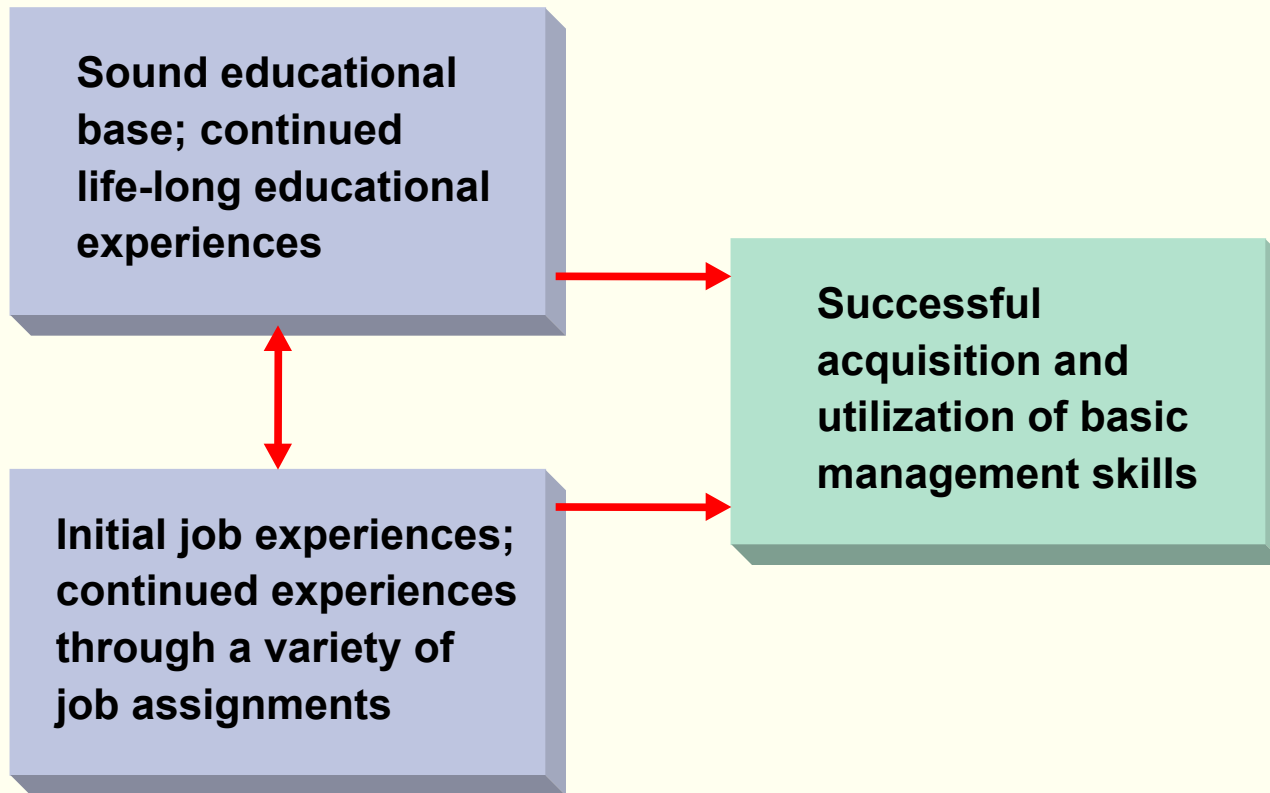 Sound educational
base; continued
life-long educational
experiences
Successful
acquisition and
utilization of basic
management skills
Initial job experiences;
continued experiences
through a variety of
job assignments